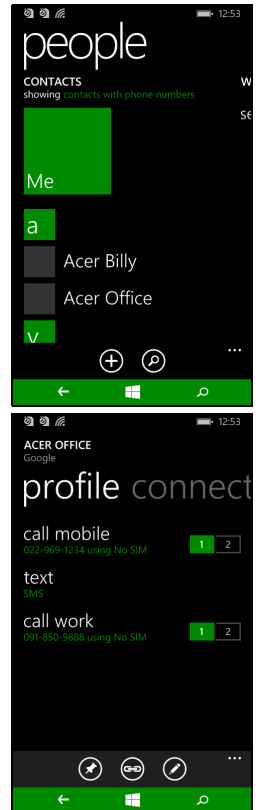 12:53
people
CONTACTS
W
showing contacts with phone numbers
se
Me
a
Acer Billy
Acer Office
v
...
12:53
ACER OFFICE
Google
profile connect
call mobile
022-969-1234 using No SIM
1 2
text
SMS
call work
091-850-9888 using No SIM
1 2
...